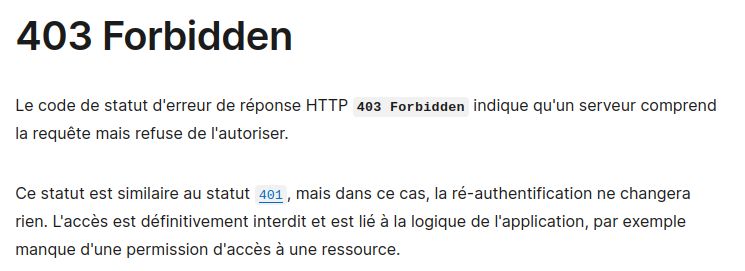 403 Forbidden
Le code de statut d'erreur de réponse HTTP 403 Forbidden indique qu'un serveur comprend
la requête mais refuse de l'autoriser.
Ce statut est similaire au statut 401, mais dans ce cas, la ré-authentification ne changera
rien. L'accès est définitivement interdit et est lié à la logique de l'application, par exemple
manque d'une permission d'accès à une ressource.